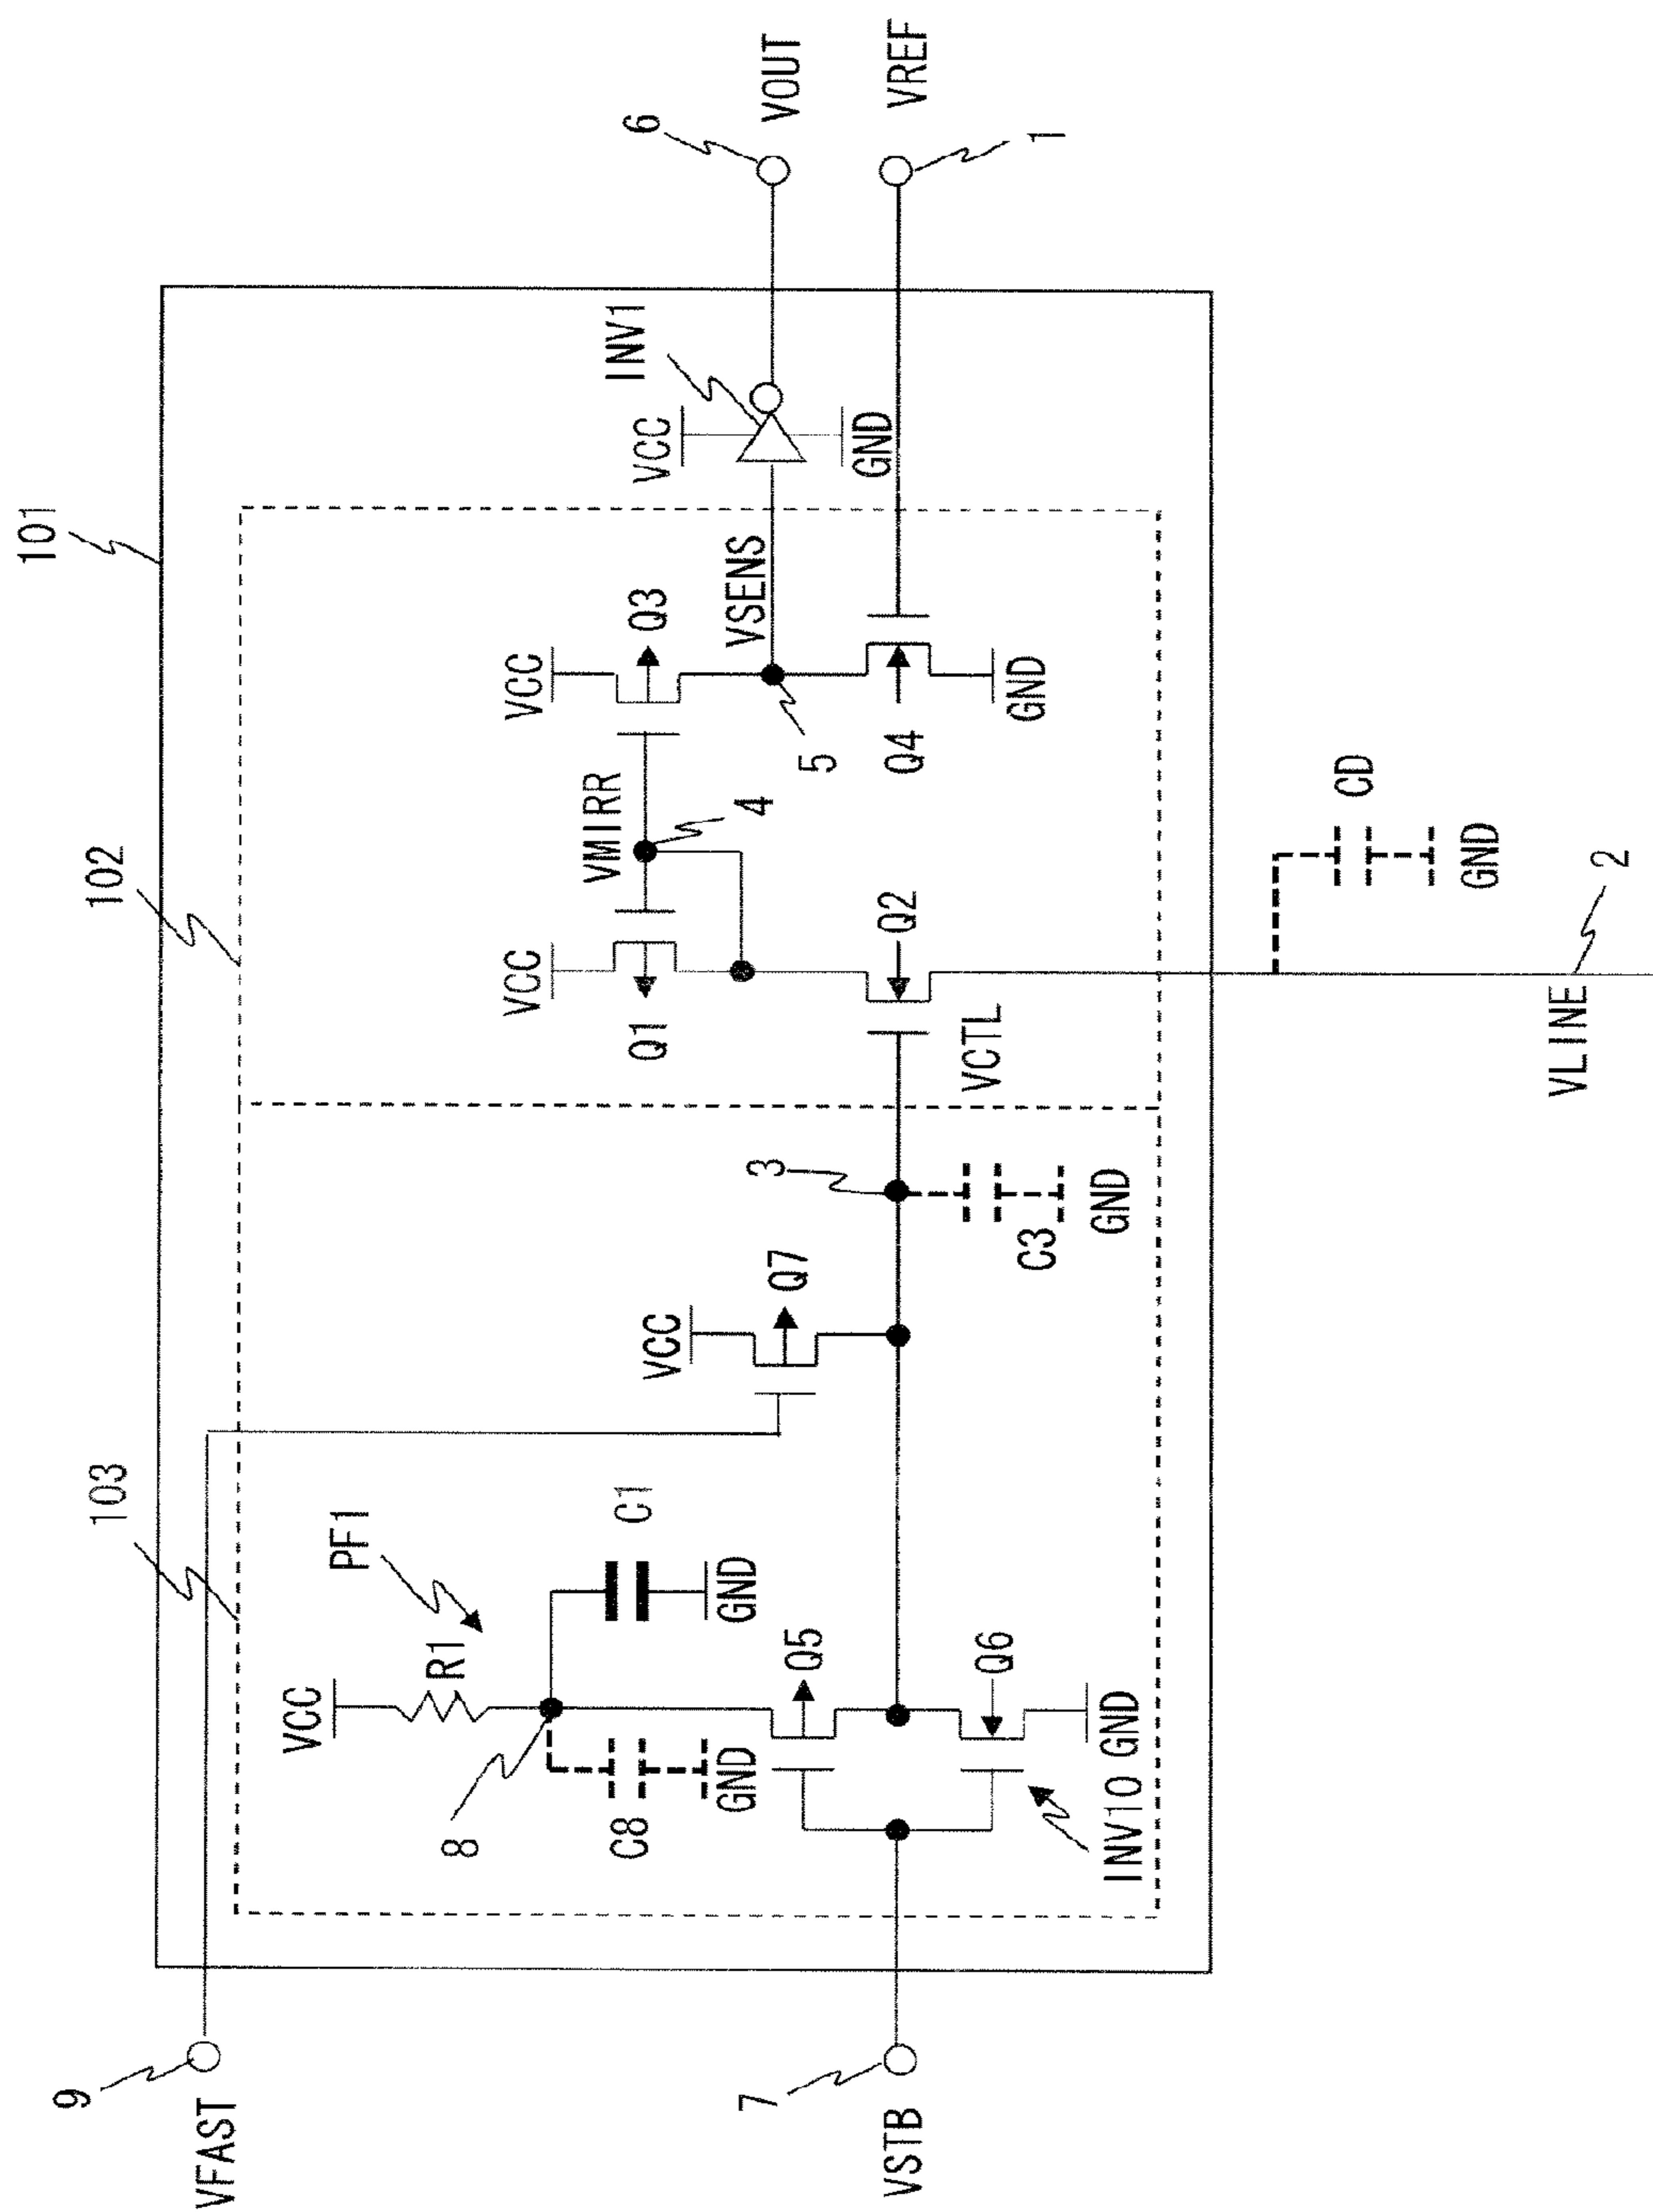 101
102
103
9
VFAST
VCC
R1
PF1
C1
GND
8
C8
GND
Q5
Q6
GND
INV10
7
VSTB
VCC
Q7
3
C3
GND
VCC
Q1
VMIRR
4
VCC
Q3
VSENS
5
Q4
GND
Q2
VCTL
VCC
INV1
GND
6
VOUT
VREF
1
CD
GND
2
VLINE